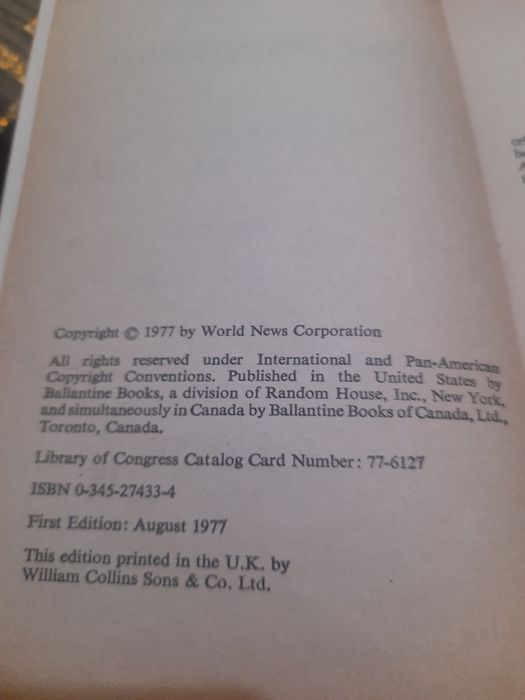 Copyright © 1977 by World News Corporation
All rights reserved under International and Pan-American
Copyright Conventions. Published in the United States by
Ballantine Books, a division of Random House, Inc., New York,
and simultaneously in Canada by Ballantine Books of Canada, Ltd.,
Toronto, Canada.
Library of Congress Catalog Card Number: 77-6127
ISBN 0-345-27433-4
First Edition: August 1977
This edition printed in the U.K. by
William Collins Sons & Co. Ltd.